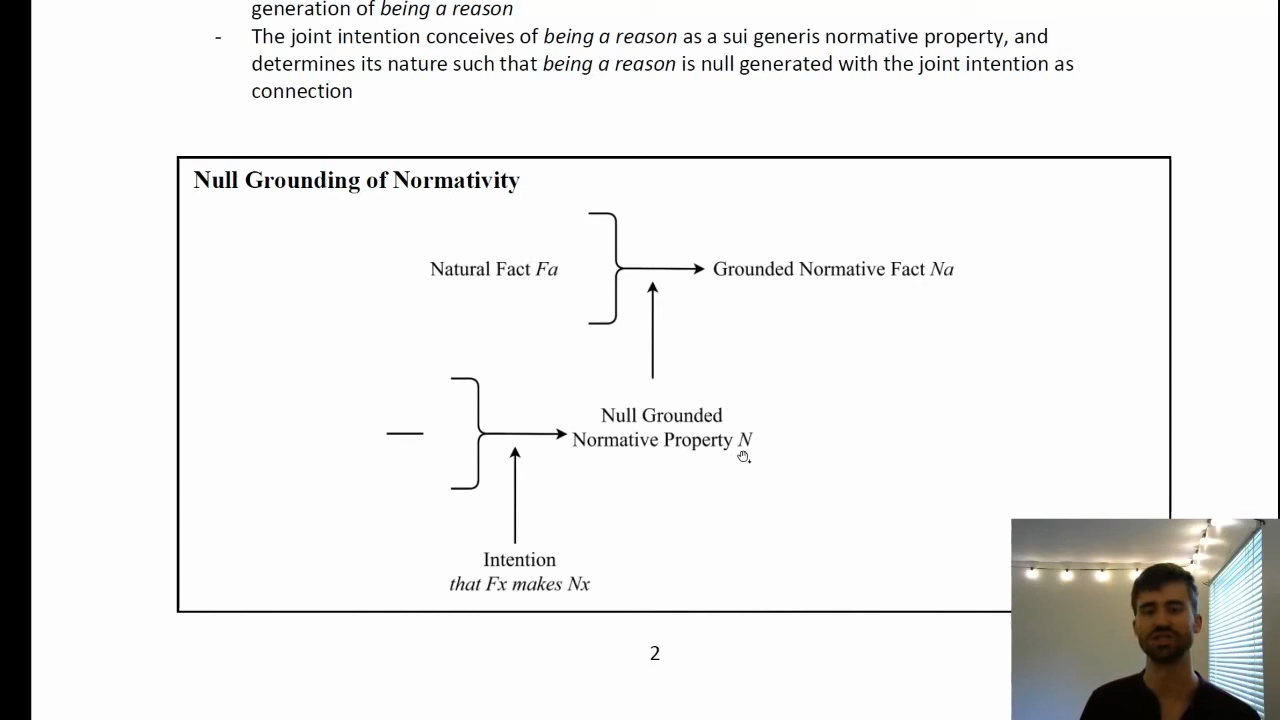 generation of being a reason
- The joint intention conceives of being a reason as a sui generis normative property, and
determines its nature such that being a reason is null generated with the joint intention as
connection
Null Grounding of Normativity
Natural Fact Fa
Grounded Normative Fact Na
Null Grounded
Normative Property N
Intention
that Fx makes Nx
2